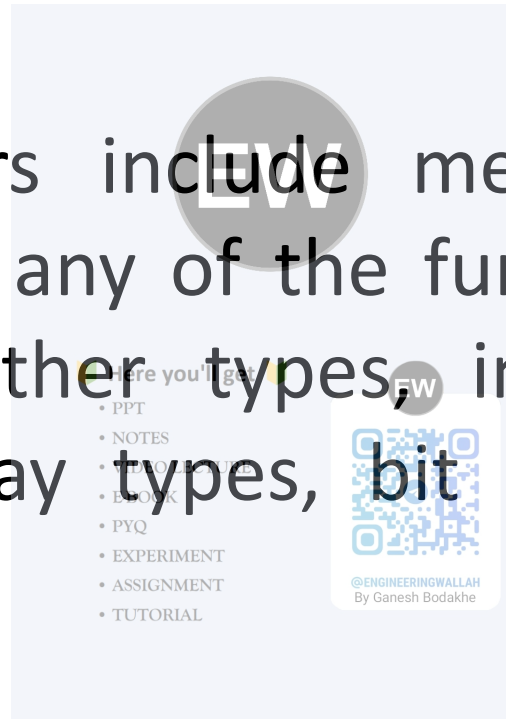 EW
rs include me
any of the fu
ther types, i
ay types, bit
Here you'll get
• PPT
• NOTES
• VIDEO LECTURE
• EBOOK
• PYQ
• EXPERIMENT
• ASSIGNMENT
• TUTORIAL
EW
@ENGINEERINGWALLAH
By Ganesh Bodakhe